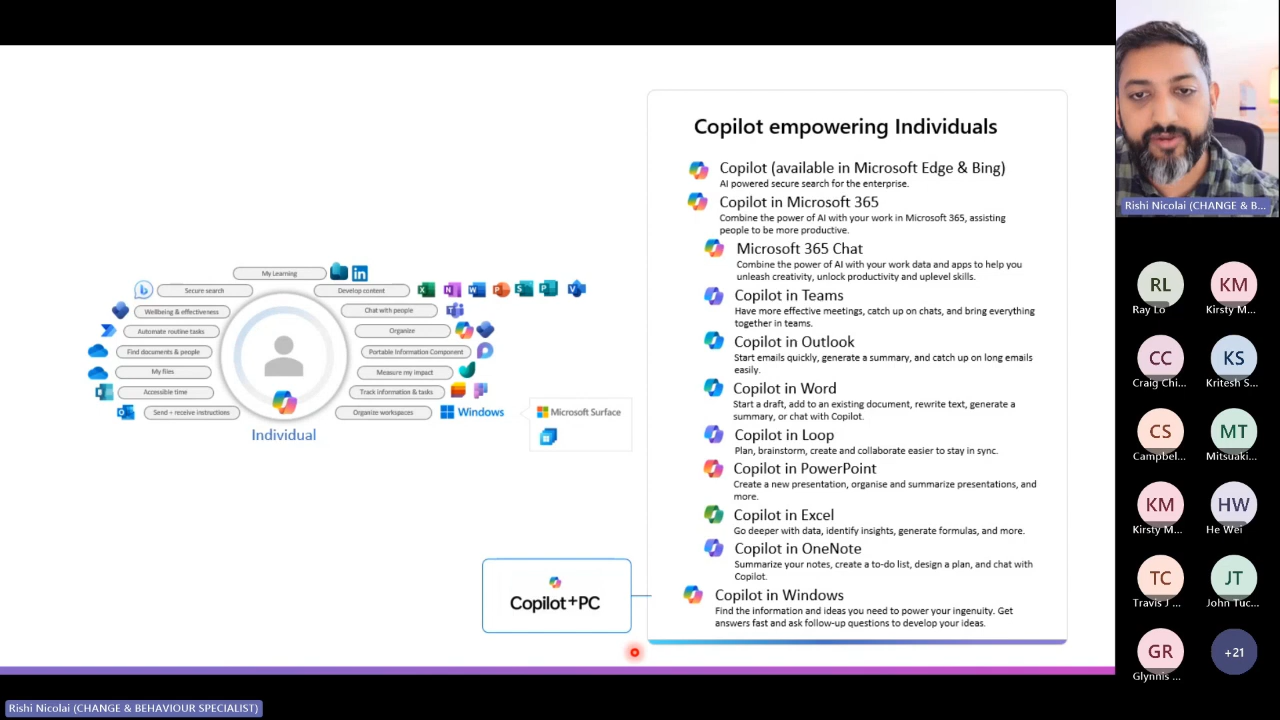 My Learning
Secure search
Develop content
Wellbeing & effectiveness
Chat with people
Automate routine tasks
Organize
Find documents & people
Portable Information Component
My files
Measure my impact
Accessible time
Track information & tasks
Send + receive instructions
Organize workspaces
Windows
Microsoft Surface
Individual
Copilot+PC
Copilot empowering Individuals
Copilot (available in Microsoft Edge & Bing)
AI powered secure search for the enterprise.
Copilot in Microsoft 365
Combine the power of AI with your work in Microsoft 365, assisting
people to be more productive.
Microsoft 365 Chat
Combine the power of AI with your work data and apps to help you
unleash creativity, unlock productivity and uplevel skills.
Copilot in Teams
Have more effective meetings, catch up on chats, and bring everything
together in teams.
Copilot in Outlook
Start emails quickly, generate a summary, and catch up on long emails
easily.
Copilot in Word
Start a draft, add to an existing document, rewrite text, generate a
summary, or chat with Copilot.
Copilot in Loop
Plan, brainstorm, create and collaborate easier to stay in sync.
Copilot in PowerPoint
Create a new presentation, organise and summarize presentations, and
more.
Copilot in Excel
Go deeper with data, identify insights, generate formulas, and more.
Copilot in OneNote
Summarize your notes, create a to-do list, design a plan, and chat with
Copilot.
Copilot in Windows
Find the information and ideas you need to power your ingenuity. Get
answers fast and ask follow-up questions to develop your ideas.
Rishi Nicolai (CHANGE & B...
RL
Ray Lo
KM
Kirsty M...
CC
Craig Chi...
KS
Kritesh S...
CS
Campbel...
MT
Mitsuaki...
KM
Kirsty M...
HW
He Wei
TC
Travis J ...
JT
John Tuc...
GR
Glynnis ...
+21
Rishi Nicolai (CHANGE & BEHAVIOUR SPECIALIST)